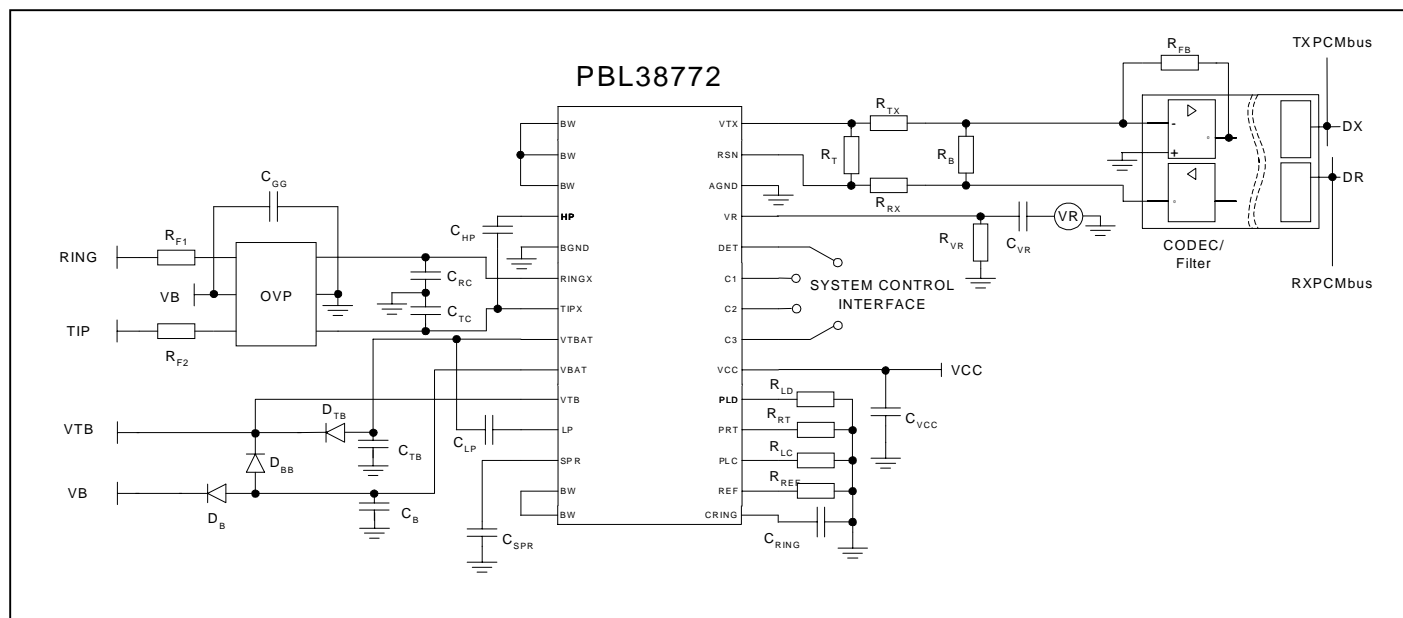 PBL38772
TXPCMbus
R_FB
DX
DR
CODEC/
Filter
RXPCMbus
R_TX
R_T
R_B
R_RX
VR
R_VR
C_VR
SYSTEM CONTROL
INTERFACE
VCC
C_VCC
R_LD
R_RT
R_LC
R_REF
C_RING
BW
BW
BW
HP
BGND
RINGX
TIPX
VTBAT
VBAT
VTB
LP
SPR
BW
BW
VTX
RSN
AGND
VR
DET
C1
C2
C3
VCC
PLD
PRT
PLC
REF
CRING
C_GG
C_HP
R_F1
RING
VB
OVP
TIP
R_F2
C_RC
C_TC
VTB
D_TB
C_TB
C_LP
D_BB
VB
D_B
C_B
C_SPR
-
+